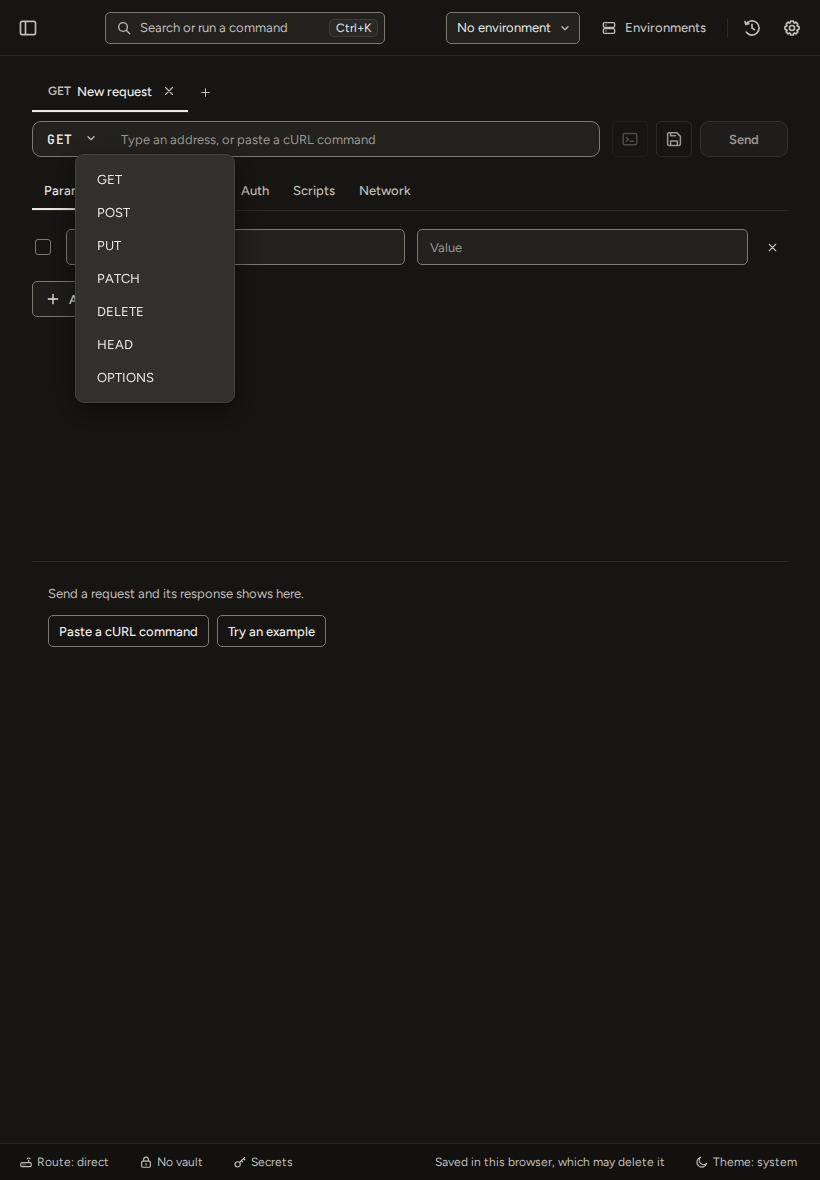 Search or run a command Ctrl+K No environment Environments
GET New request
GET Type an address, or paste a cURL command Send
Auth Scripts Network
GET
POST
PUT
PATCH
DELETE
HEAD
OPTIONS
Value
Send a request and its response shows here.
Paste a cURL command Try an example
Route: direct No vault Secrets Saved in this browser, which may delete it Theme: system